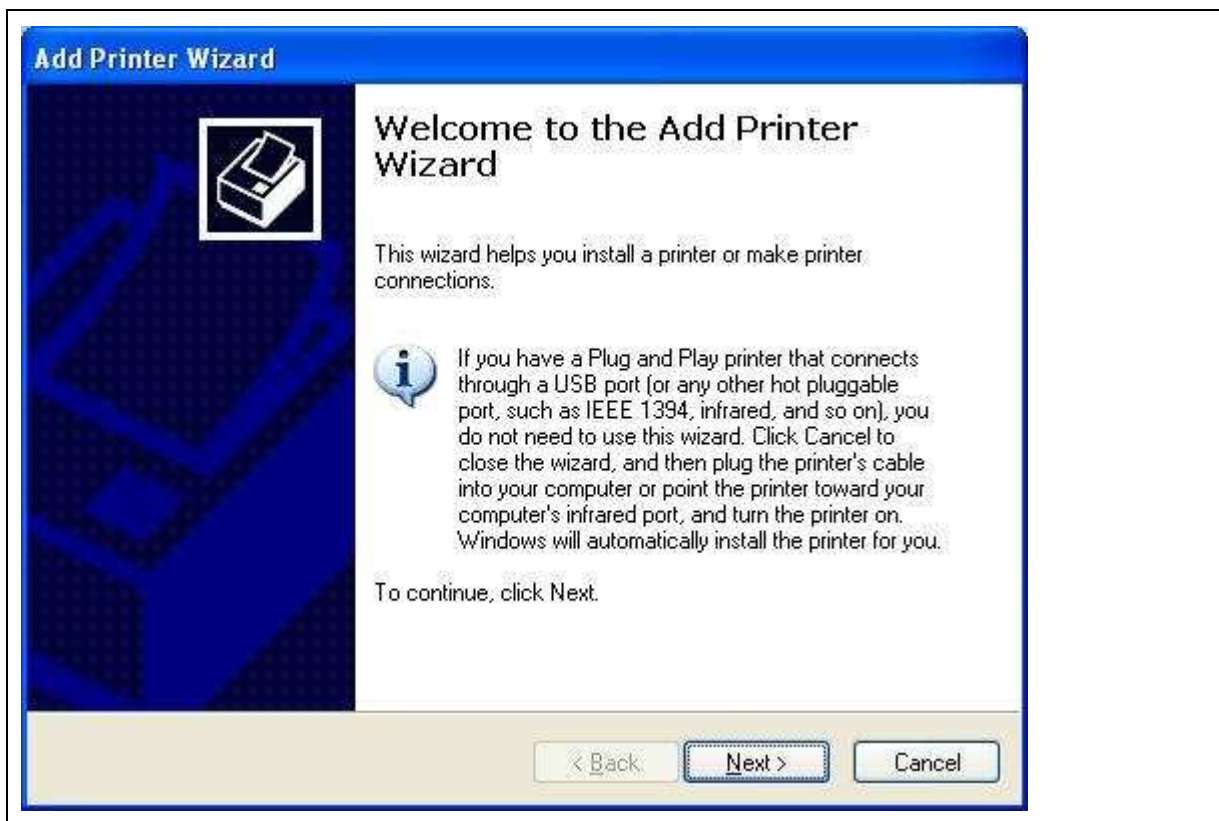 Add Printer Wizard
Welcome to the Add Printer
Wizard
This wizard helps you install a printer or make printer
connections.
If you have a Plug and Play printer that connects
through a USB port (or any other hot pluggable
port, such as IEEE 1394, infrared, and so on), you
do not need to use this wizard. Click Cancel to
close the wizard, and then plug the printer's cable
into your computer or point the printer toward your
computer's infrared port, and turn the printer on.
Windows will automatically install the printer for you.
To continue, click Next.
< Back Next > Cancel